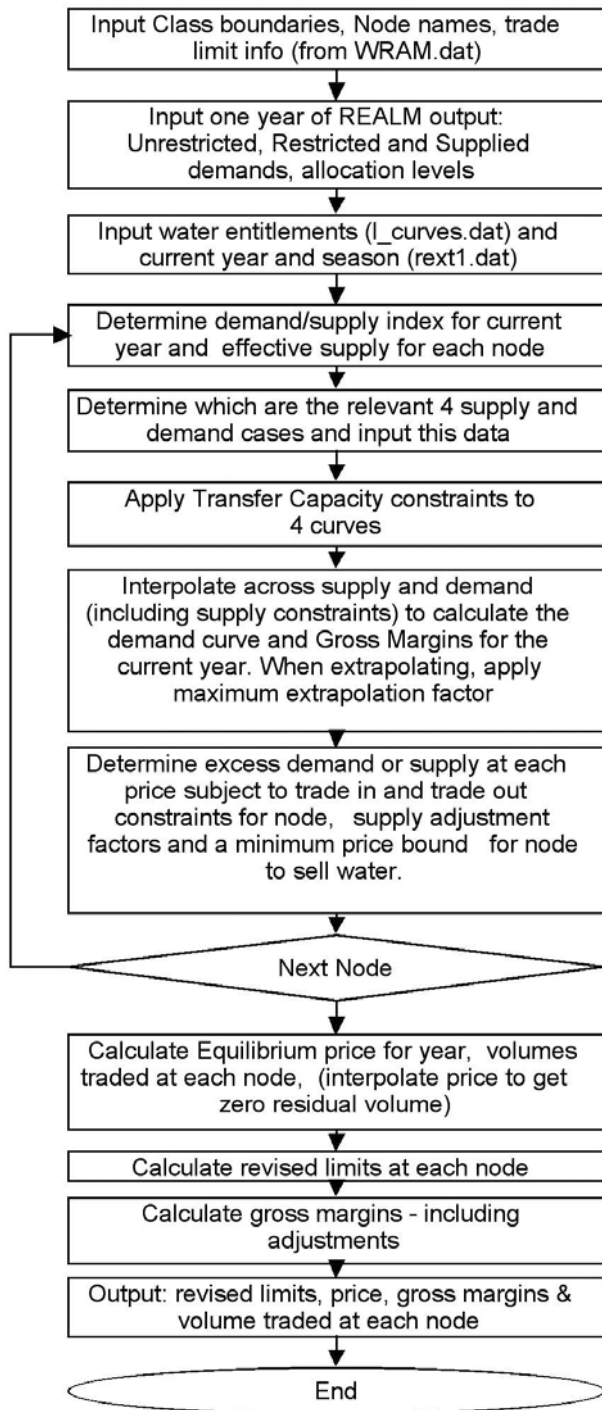 Input Class boundaries, Node names, trade
limit info (from WRAM.dat)
Input one year of REALM output:
Unrestricted, Restricted and Supplied
demands, allocation levels
Input water entitlements (l_curves.dat) and
current year and season (rext1.dat)
Determine demand/supply index for current
year and effective supply for each node
Determine which are the relevant 4 supply and
demand cases and input this data
Apply Transfer Capacity constraints to
4 curves
Interpolate across supply and demand
(including supply constraints) to calculate the
demand curve and Gross Margins for the
current year. When extrapolating, apply
maximum extrapolation factor
Determine excess demand or supply at each
price subject to trade in and trade out
constraints for node, supply adjustment
factors and a minimum price bound for node
to sell water.
Next Node
Calculate Equilibrium price for year, volumes
traded at each node, (interpolate price to get
zero residual volume)
Calculate revised limits at each node
Calculate gross margins - including
adjustments
Output: revised limits, price, gross margins &
volume traded at each node
End